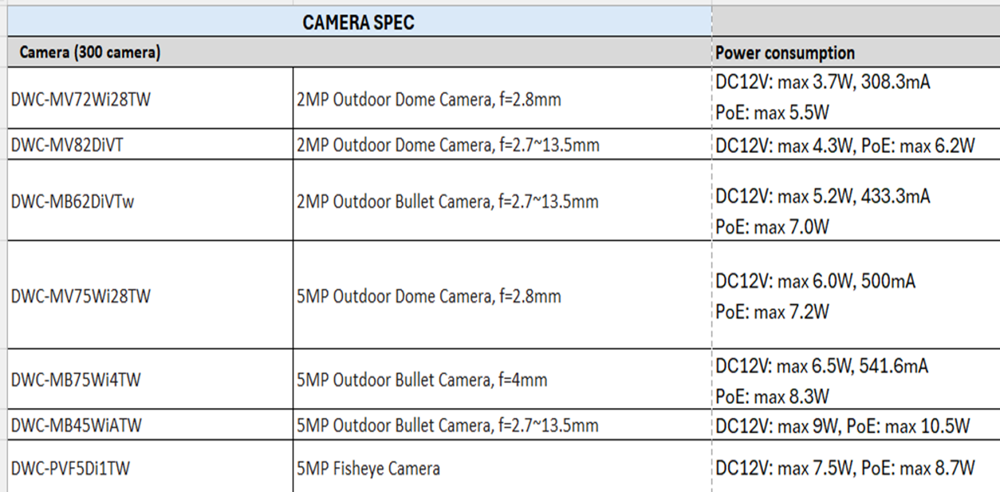 CAMERA SPEC
Camera (300 camera)
Power consumption
DWC-MV72Wi28TW
2MP Outdoor Dome Camera, f=2.8mm
DC12V: max 3.7W, 308.3mA
PoE: max 5.5W
DWC-MV82DiVT
2MP Outdoor Dome Camera, f=2.7~13.5mm
DC12V: max 4.3W, PoE: max 6.2W
DWC-MB62DiVTw
2MP Outdoor Bullet Camera, f=2.7~13.5mm
DC12V: max 5.2W, 433.3mA
PoE: max 7.0W
DWC-MV75Wi28TW
5MP Outdoor Dome Camera, f=2.8mm
DC12V: max 6.0W, 500mA
PoE: max 7.2W
DWC-MB75Wi4TW
5MP Outdoor Bullet Camera, f=4mm
DC12V: max 6.5W, 541.6mA
PoE: max 8.3W
DWC-MB45WiATW
5MP Outdoor Bullet Camera, f=2.7~13.5mm
DC12V: max 9W, PoE: max 10.5W
DWC-PVF5Di1TW
5MP Fisheye Camera
DC12V: max 7.5W, PoE: max 8.7W